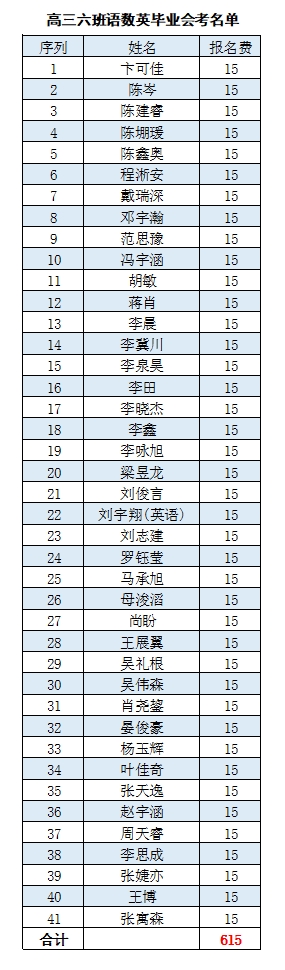 高三六班语数英毕业会考名单
序列 姓名 报名费
1 卞可佳 15
2 陈岑 15
3 陈建睿 15
4 陈堋瑗 15
5 陈鑫奥 15
6 程淅安 15
7 戴瑞深 15
8 邓宇瀚 15
9 范思豫 15
10 冯宇涵 15
11 胡敏 15
12 蒋肖 15
13 李晨 15
14 李冀川 15
15 李泉昊 15
16 李田 15
17 李晓杰 15
18 李鑫 15
19 李咏旭 15
20 梁昱龙 15
21 刘俊言 15
22 刘宇翔(英语) 15
23 刘志建 15
24 罗钰莹 15
25 马承旭 15
26 母浚滔 15
27 尚盼 15
28 王展翼 15
29 吴礼根 15
30 吴伟森 15
31 肖尧鋆 15
32 晏俊豪 15
33 杨玉辉 15
34 叶佳奇 15
35 张天逸 15
36 赵宇涵 15
37 周天睿 15
38 李思成 15
39 张婕亦 15
40 王博 15
41 张寓森 15
合计 615